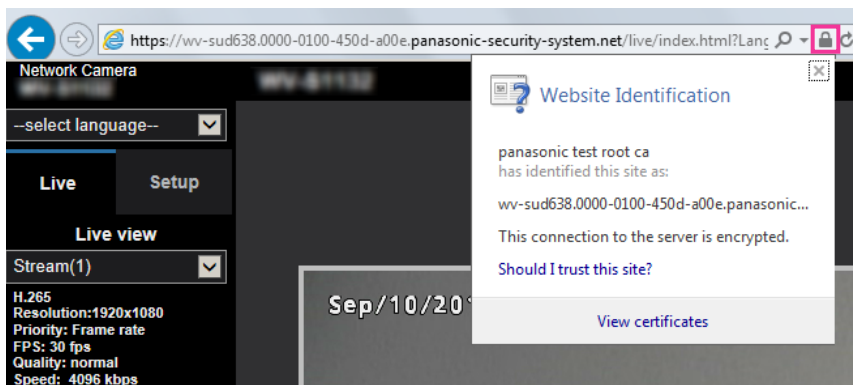 https://wv-sud638.0000-0100-450d-a00e.panasonic-security-system.net/live/index.html?Lang
Network Camera
--select language--
Live Setup
Live view
Stream(1)
H.265
Resolution:1920x1080
Priority: Frame rate
FPS: 30 fps
Quality: normal
Speed: 4096 kbps
Sep/10/201
Website Identification
panasonic test root ca
has identified this site as:
wv-sud638.0000-0100-450d-a00e.panasonic...
This connection to the server is encrypted.
Should I trust this site?
View certificates